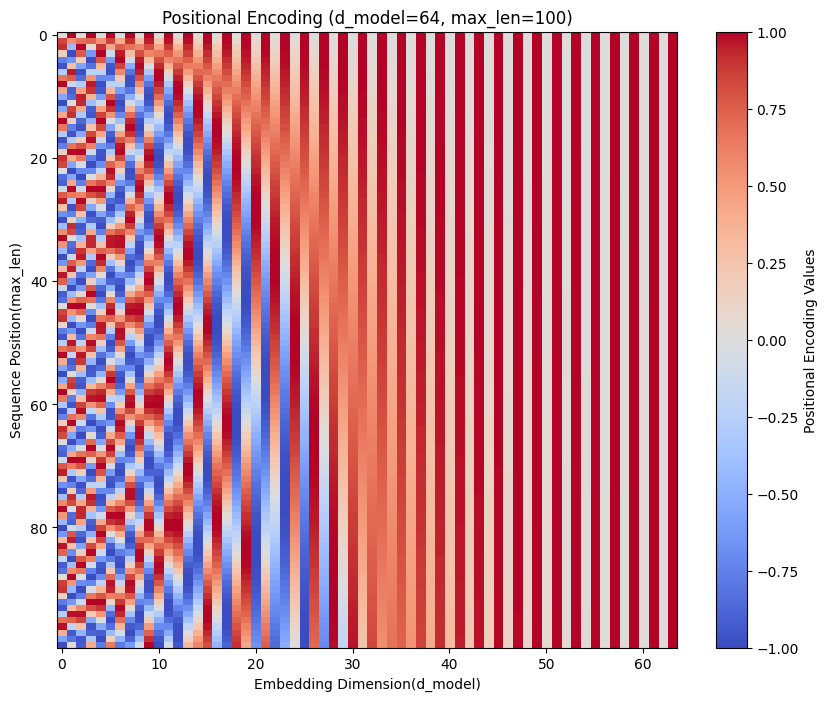 Positional Encoding (d_model=64, max_len=100)
0
20
40
60
80
Sequence Position(max_len)
0 10 20 30 40 50 60
Embedding Dimension(d_model)
1.00
0.75
0.50
0.25
0.00
−0.25
−0.50
−0.75
−1.00
Positional Encoding Values